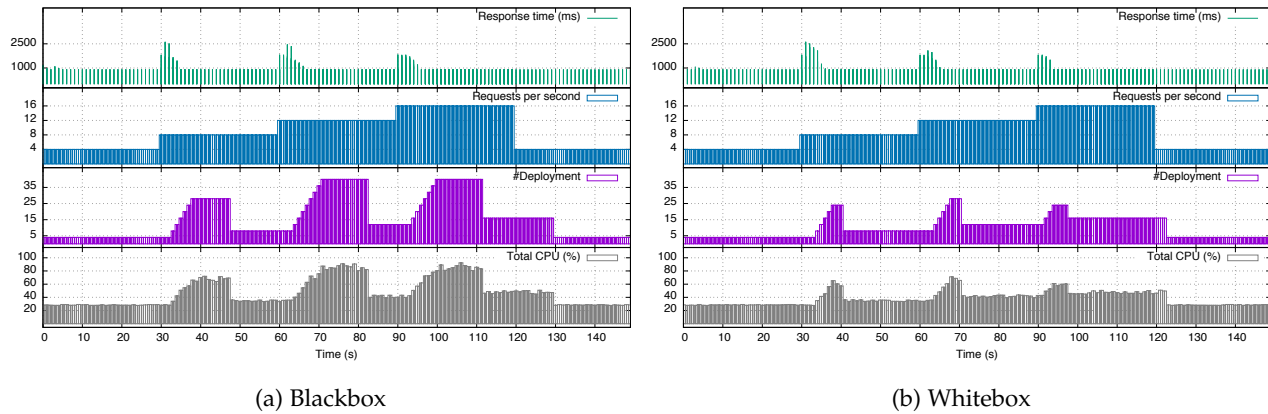 Response time (ms)
2500
1000
Requests per second
16
12
8
4
#Deployment
35
25
15
5
Total CPU (%)
100
80
60
40
20
0 10 20 30 40 50 60 70 80 90 100 110 120 130 140
Time (s)
(a) Blackbox
Response time (ms)
2500
1000
Requests per second
16
12
8
4
#Deployment
35
25
15
5
Total CPU (%)
100
80
60
40
20
0 10 20 30 40 50 60 70 80 90 100 110 120 130 140
Time (s)
(b) Whitebox